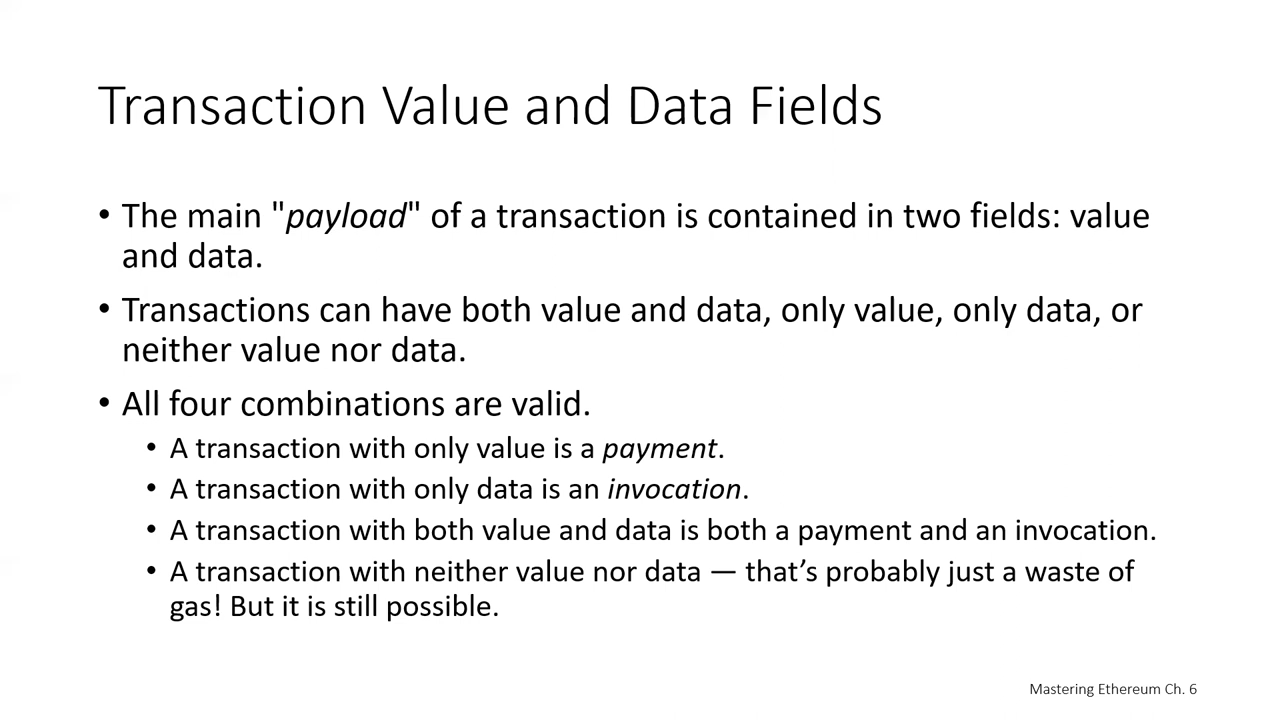 Transaction Value and Data Fields
• The main "payload" of a transaction is contained in two fields: value
and data.
• Transactions can have both value and data, only value, only data, or
neither value nor data.
• All four combinations are valid.
• A transaction with only value is a payment.
• A transaction with only data is an invocation.
• A transaction with both value and data is both a payment and an invocation.
• A transaction with neither value nor data — that’s probably just a waste of
gas! But it is still possible.
Mastering Ethereum Ch. 6